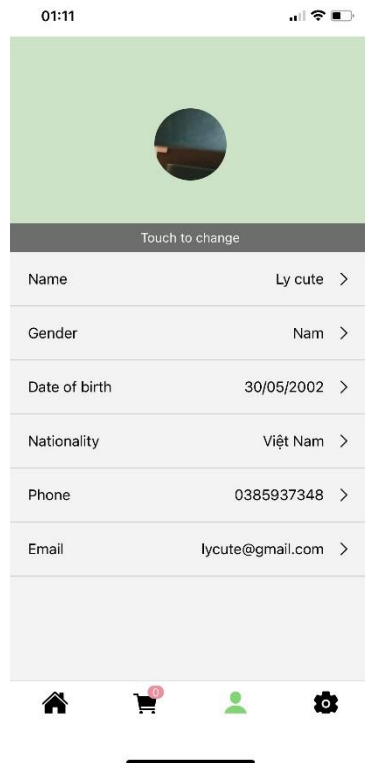 01:11
Touch to change
Name Ly cute
Gender Nam
Date of birth 30/05/2002
Nationality Việt Nam
Phone 0385937348
Email lycute@gmail.com
0